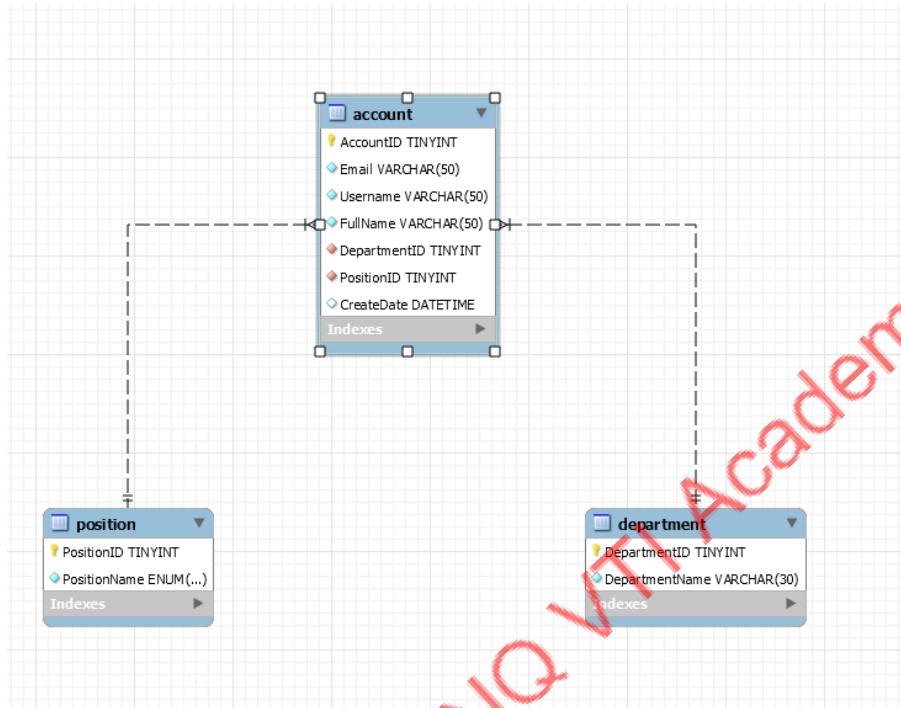 account
AccountID TINYINT
Email VARCHAR(50)
Username VARCHAR(50)
FullName VARCHAR(50)
DepartmentID TINYINT
PositionID TINYINT
CreateDate DATETIME
Indexes
position
PositionID TINYINT
PositionName ENUM(...)
Indexes
department
DepartmentID TINYINT
DepartmentName VARCHAR(30)
Indexes
VTI Academ